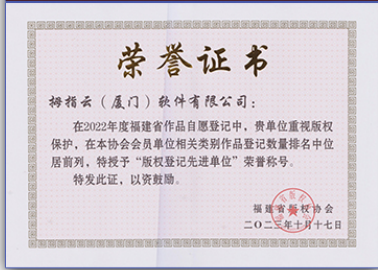 荣誉证书
拇指云（厦门）软件有限公司：
在2022年度福建省作品自愿登记中，贵单位重视版权
保护，在本协会会员单位相关类别作品登记数量排名中位
居前列，特授予“版权登记先进单位”荣誉称号。
特发此证，以资鼓励。
福建省版权协会
二〇二三年十月十七日